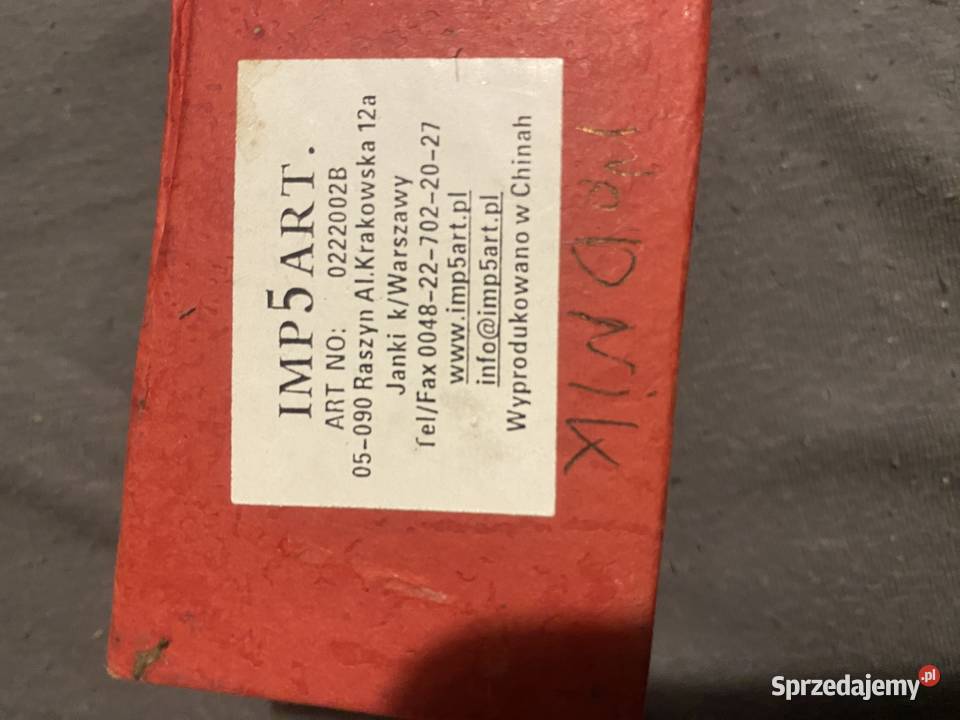 IMP5ART.
ART NO: 0222002B
05-090 Raszyn Al.Krakowska 12a
Janki k/Warszawy
Tel/Fax 0048-22-702-20-27
www.imp5art.pl
info@imp5art.pl
Wyprodukowano w Chinah
Sprzedajemy.pl